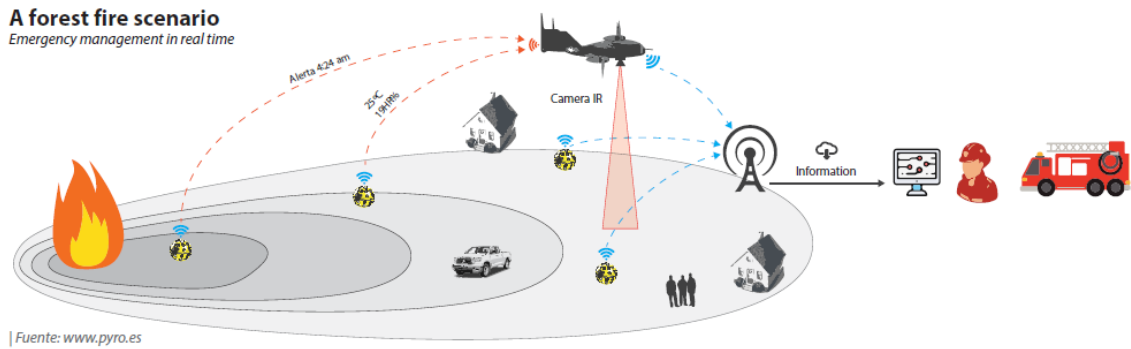 A forest fire scenario
Emergency management in real time
Alerta 4:24 am
25ºC
19HR%
Camera IR
Information
| Fuente: www.pyro.es